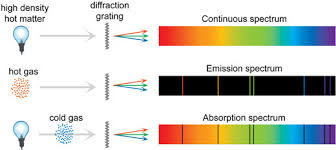 high density
hot matter
diffraction
grating
Continuous spectrum
hot gas
Emission spectrum
cold gas
Absorption spectrum